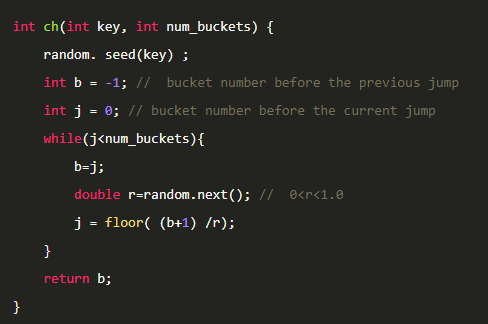 int ch(int key, int num_buckets) {
    random. seed(key) ;
    int b = -1; //  bucket number before the previous jump
    int j = 0; // bucket number before the current jump
    while(j<num_buckets){
        b=j;
        double r=random.next(); //  0<r<1.0
        j = floor( (b+1) /r);
    }
    return b;
}